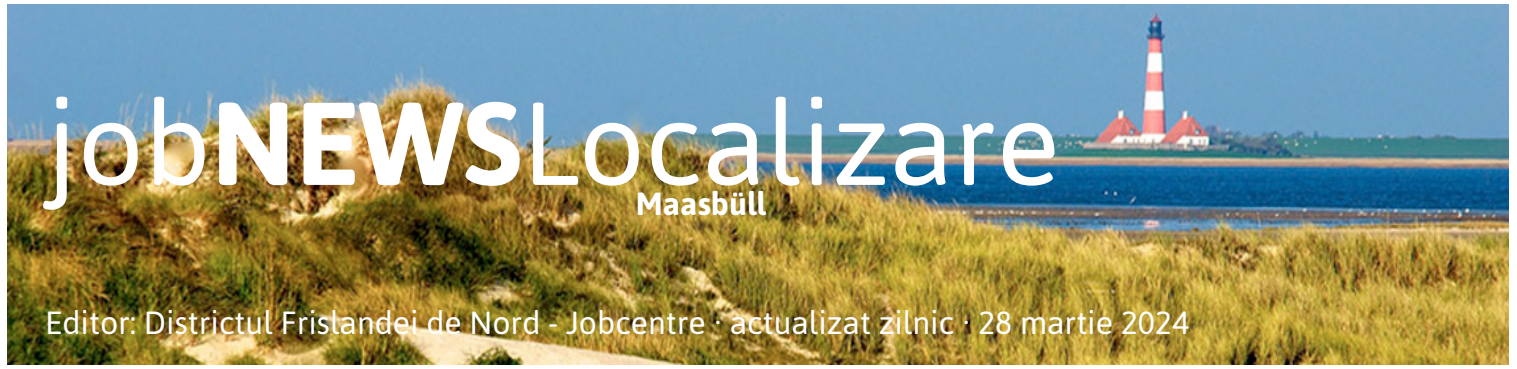 jobNEWSLocalizare
Maasbüll
Editor: Districtul Frislandei de Nord - Jobcentre · actualizat zilnic · 28 martie 2024